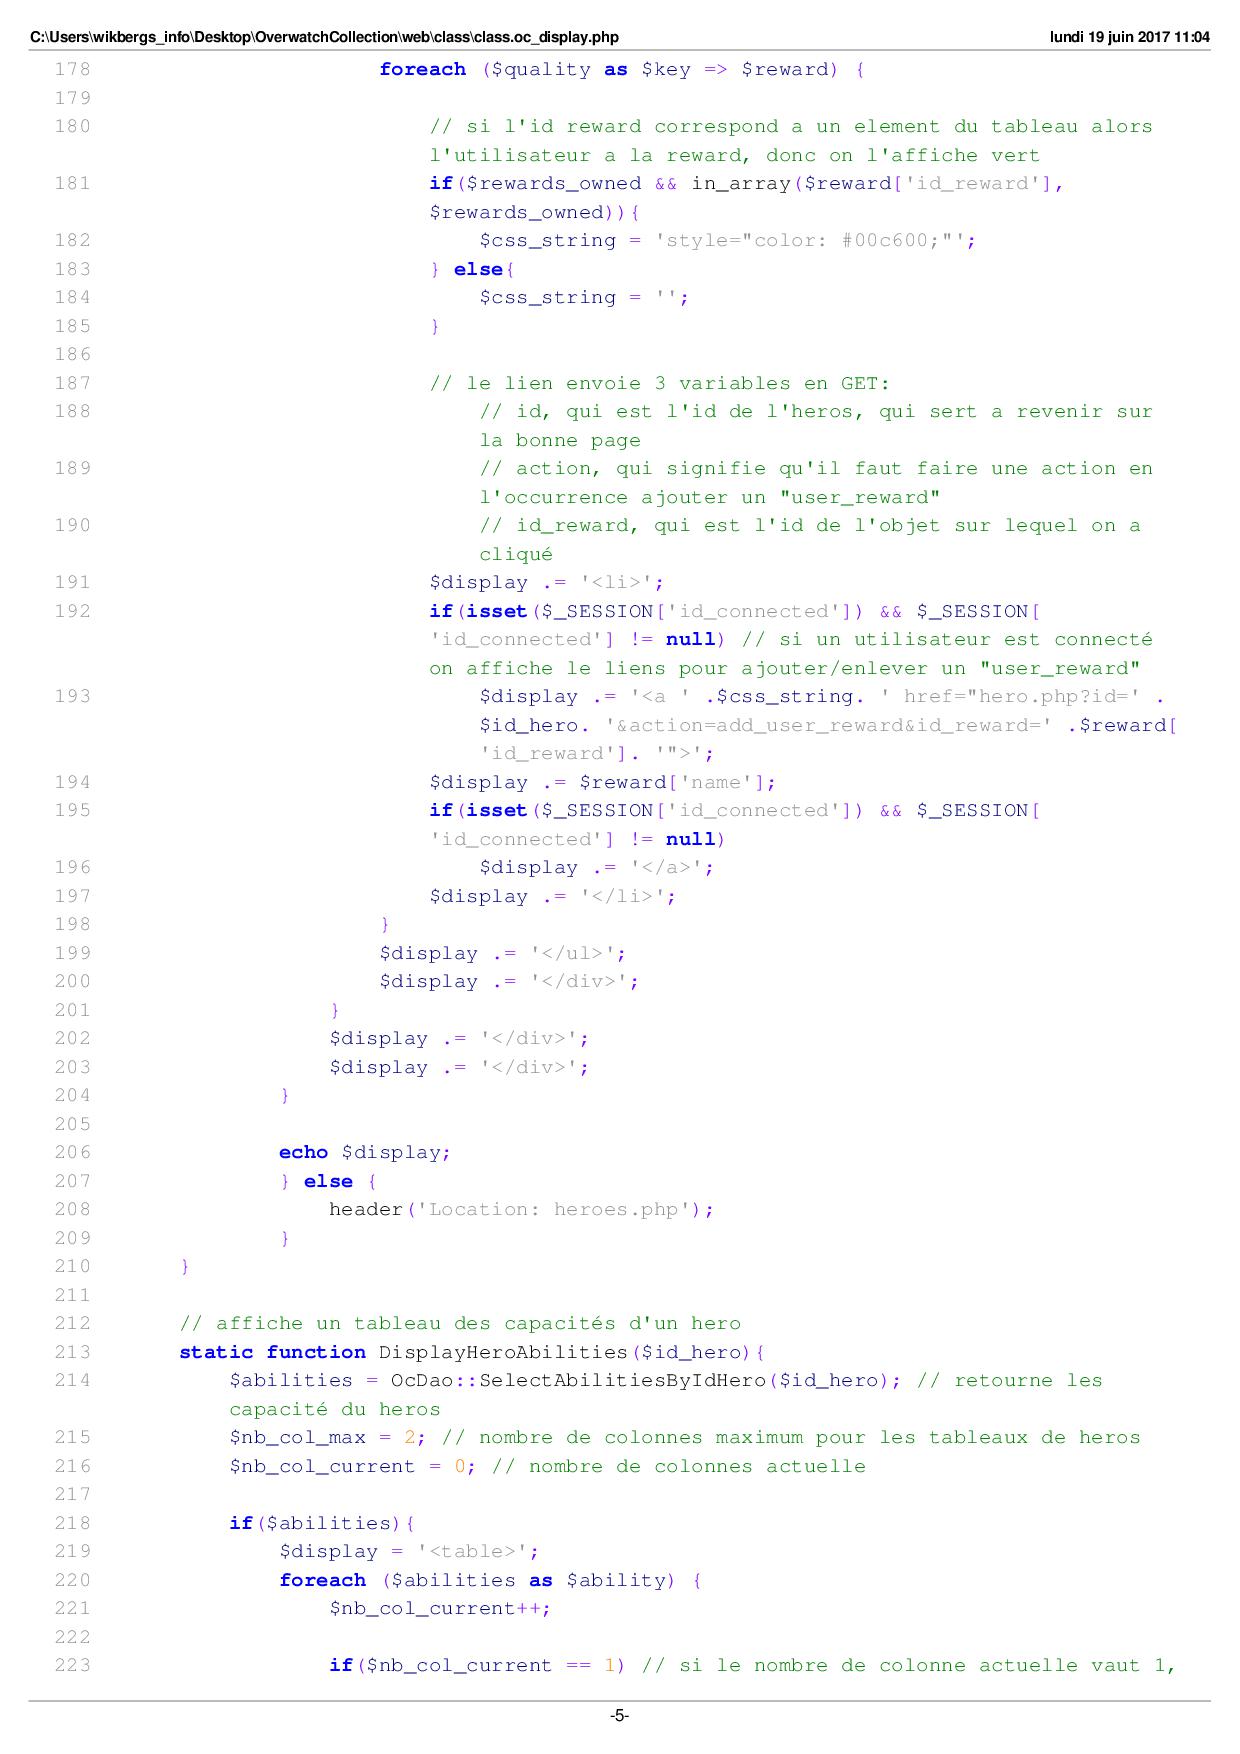 C:\Users\wikbergs_info\Desktop\OverwatchCollection\web\class\class.oc_display.php lundi 19 juin 2017 11:04
178 foreach ($quality as $key => $reward) {
179
180 // si l'id reward correspond a un element du tableau alors
l'utilisateur a la reward, donc on l'affiche vert
181 if($rewards_owned && in_array($reward['id_reward'],
$rewards_owned)){
182 $css_string = 'style="color: #00c600;"';
183 } else{
184 $css_string = '';
185 }
186
187 // le lien envoie 3 variables en GET:
188 // id, qui est l'id de l'heros, qui sert a revenir sur
la bonne page
189 // action, qui signifie qu'il faut faire une action en
l'occurrence ajouter un "user_reward"
190 // id_reward, qui est l'id de l'objet sur lequel on a
cliqué
191 $display .= '<li>';
192 if(isset($_SESSION['id_connected']) && $_SESSION[
'id_connected'] != null) // si un utilisateur est connecté
on affiche le liens pour ajouter/enlever un "user_reward"
193 $display .= '<a ' .$css_string. ' href="hero.php?id=' .
$id_hero. '&action=add_user_reward&id_reward=' .$reward[
'id_reward']. '">';
194 $display .= $reward['name'];
195 if(isset($_SESSION['id_connected']) && $_SESSION[
'id_connected'] != null)
196 $display .= '</a>';
197 $display .= '</li>';
198 }
199 $display .= '</ul>';
200 $display .= '</div>';
201 }
202 $display .= '</div>';
203 $display .= '</div>';
204 }
205
206 echo $display;
207 } else {
208 header('Location: heroes.php');
209 }
210 }
211
212 // affiche un tableau des capacités d'un hero
213 static function DisplayHeroAbilities($id_hero){
214 $abilities = OcDao::SelectAbilitiesByIdHero($id_hero); // retourne les
capacité du heros
215 $nb_col_max = 2; // nombre de colonnes maximum pour les tableaux de heros
216 $nb_col_current = 0; // nombre de colonnes actuelle
217
218 if($abilities){
219 $display = '<table>';
220 foreach ($abilities as $ability) {
221 $nb_col_current++;
222
223 if($nb_col_current == 1) // si le nombre de colonne actuelle vaut 1,
-5-